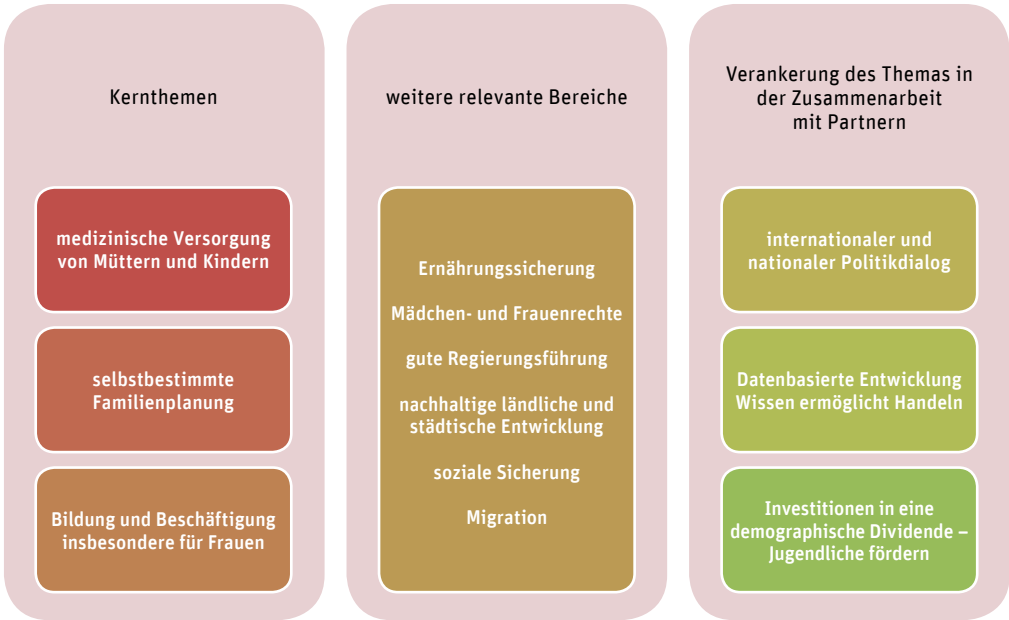 Kernthemen
medizinische Versorgung
von Müttern und Kindern
selbstbestimmte
Familienplanung
Bildung und Beschäftigung
insbesondere für Frauen
weitere relevante Bereiche
Ernährungssicherung
Mädchen- und Frauenrechte
gute Regierungsführung
nachhaltige ländliche und
städtische Entwicklung
soziale Sicherung
Migration
Verankerung des Themas in
der Zusammenarbeit
mit Partnern
internationaler und
nationaler Politikdialog
Datenbasierte Entwicklung
Wissen ermöglicht Handeln
Investitionen in eine
demographische Dividende –
Jugendliche fördern